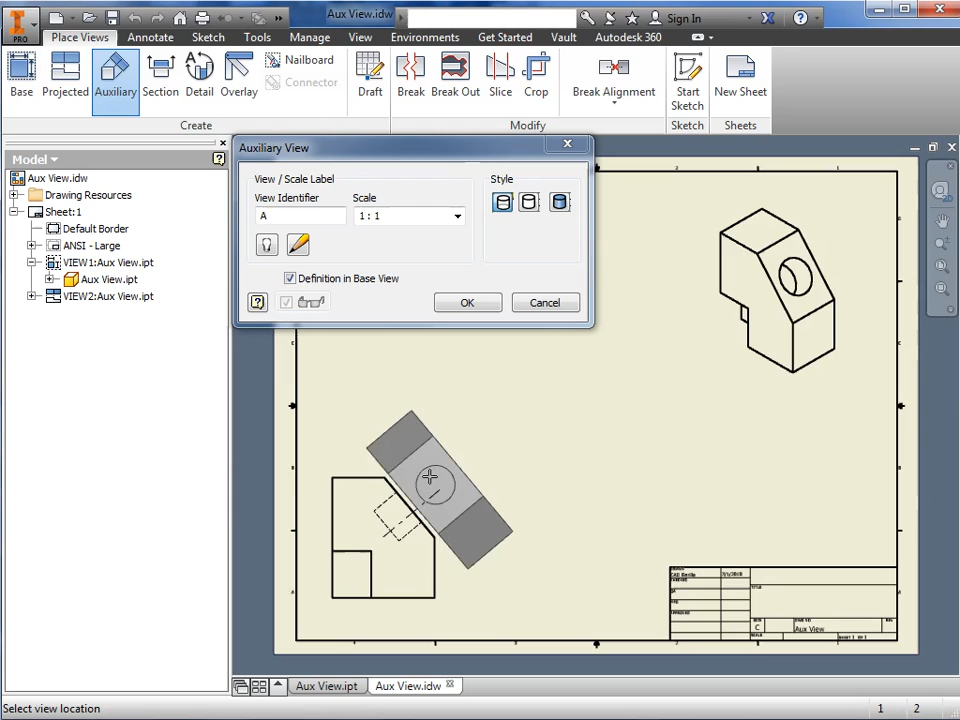 PRO
Aux View.idw
Sign In
Place Views Annotate Sketch Tools Manage View Environments Get Started Vault Autodesk 360
Base
Projected
Auxiliary
Section
Detail
Overlay
Nailboard
Connector
Draft
Break
Break Out
Slice
Crop
Break Alignment
Start
Sketch
New Sheet
Create
Modify
Sketch
Sheets
Model
Aux View.idw
Drawing Resources
Sheet:1
Default Border
ANSI - Large
VIEW1:Aux View.ipt
Aux View.ipt
VIEW2:Aux View.ipt
Auxiliary View
View / Scale Label
Style
View Identifier
Scale
A
1 : 1
Definition in Base View
OK
Cancel
TITLE
C
Aux View
Aux View.ipt
Aux View.idw
Select view location
1
2